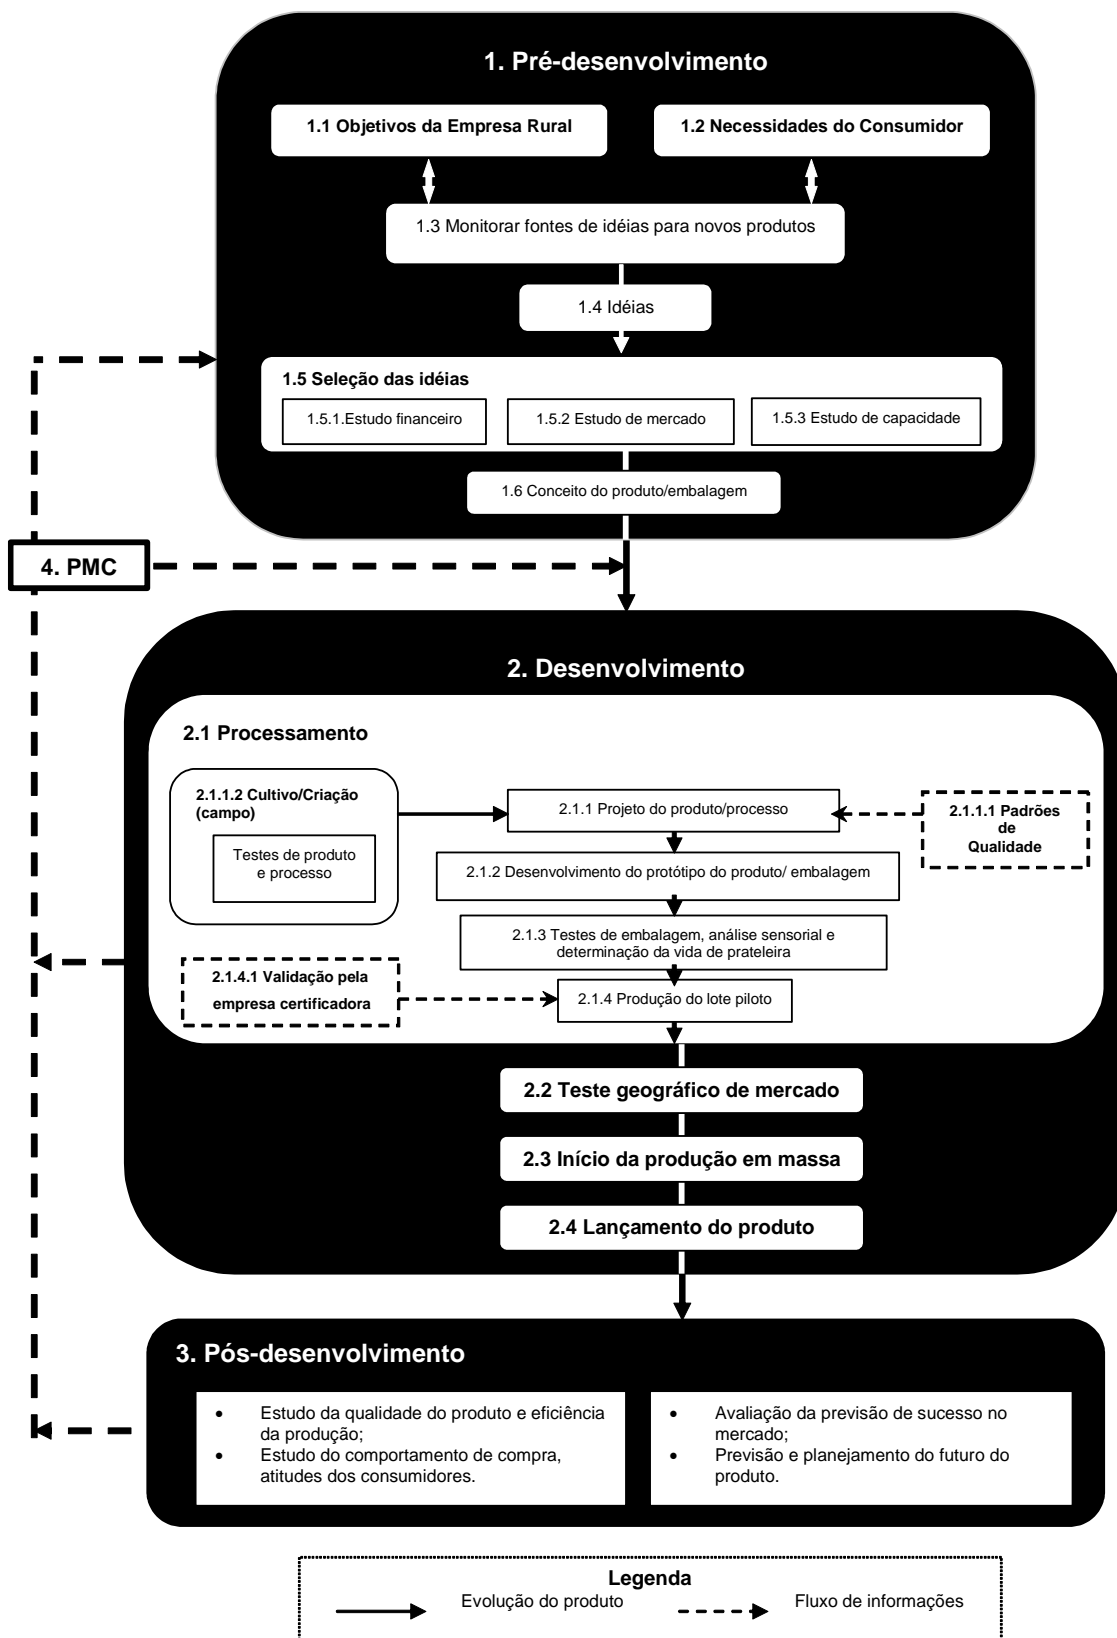 1. Pré-desenvolvimento
1.1 Objetivos da Empresa Rural
1.2 Necessidades do Consumidor
1.3 Monitorar fontes de idéias para novos produtos
1.4 Idéias
1.5 Seleção das idéias
1.5.1.Estudo financeiro
1.5.2 Estudo de mercado
1.5.3 Estudo de capacidade
1.6 Conceito do produto/embalagem
4. PMC
2. Desenvolvimento
2.1 Processamento
2.1.1.2 Cultivo/Criação
(campo)
Testes de produto
e processo
2.1.1 Projeto do produto/processo
2.1.1.1 Padrões
de
Qualidade
2.1.2 Desenvolvimento do protótipo do produto/ embalagem
2.1.3 Testes de embalagem, análise sensorial e
determinação da vida de prateleira
2.1.4.1 Validação pela
empresa certificadora
2.1.4 Produção do lote piloto
2.2 Teste geográfico de mercado
2.3 Início da produção em massa
2.4 Lançamento do produto
3. Pós-desenvolvimento
• Estudo da qualidade do produto e eficiência
da produção;
• Estudo do comportamento de compra,
atitudes dos consumidores.
• Avaliação da previsão de sucesso no
mercado;
• Previsão e planejamento do futuro do
produto.
Legenda
Evolução do produto
Fluxo de informações